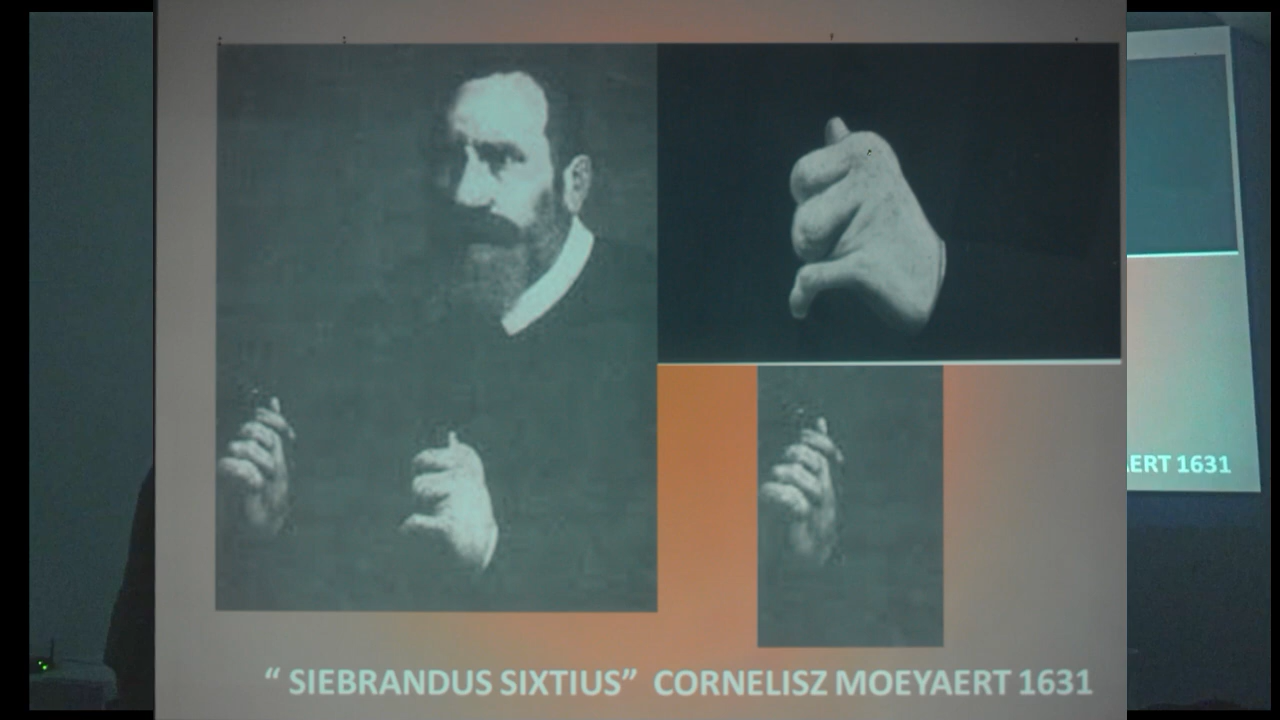 “ SIEBRANDUS SIXTIUS”  CORNELISZ MOEYAERT 1631
ERT 1631